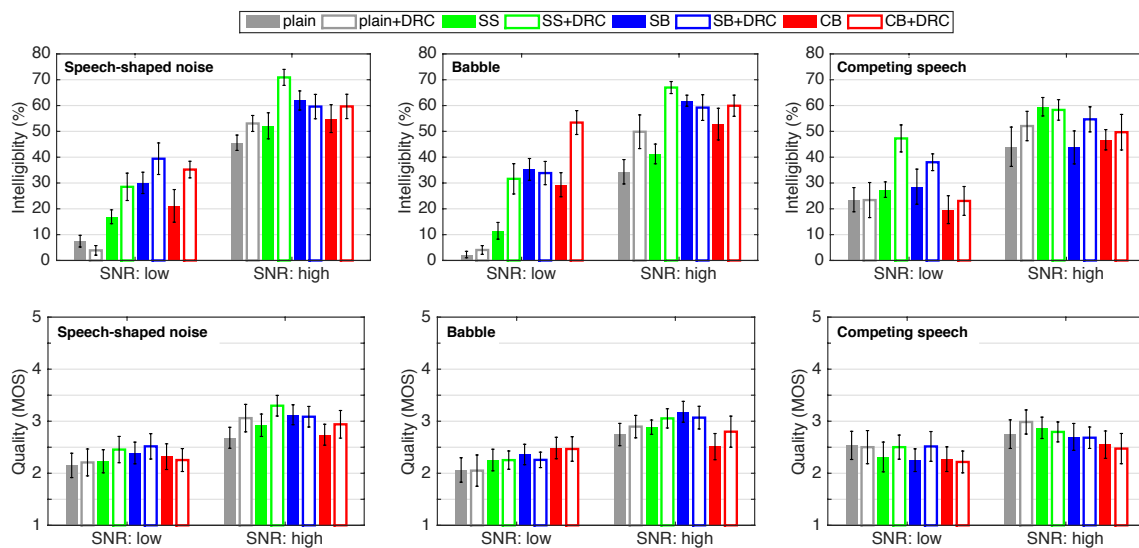 plain plain+DRC SS SS+DRC SB SB+DRC CB CB+DRC
Speech-shaped noise
Intelligiblity (%)
80
70
60
50
40
30
20
10
0
SNR: low SNR: high
Babble
Intelligiblity (%)
80
70
60
50
40
30
20
10
0
SNR: low SNR: high
Competing speech
Intelligiblity (%)
80
70
60
50
40
30
20
10
0
SNR: low SNR: high
Speech-shaped noise
Quality (MOS)
5
4
3
2
1
SNR: low SNR: high
Babble
Quality (MOS)
5
4
3
2
1
SNR: low SNR: high
Competing speech
Quality (MOS)
5
4
3
2
1
SNR: low SNR: high